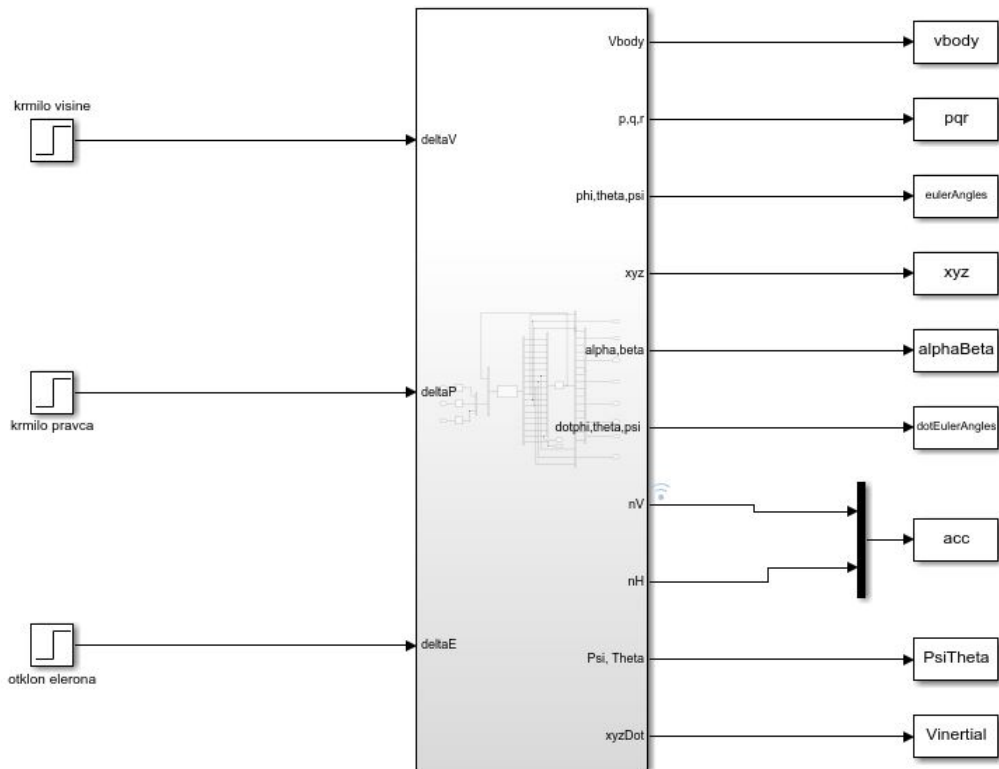 krmilo visine
krmilo pravca
otklon elerona
deltaV
deltaP
deltaE
Vbody
p,q,r
phi,theta,psi
xyz
alpha,beta
dotphi,theta,psi
nV
nH
Psi, Theta
xyzDot
vbody
pqr
eulerAngles
xyz
alphaBeta
dotEulerAngles
acc
PsiTheta
Vinertial